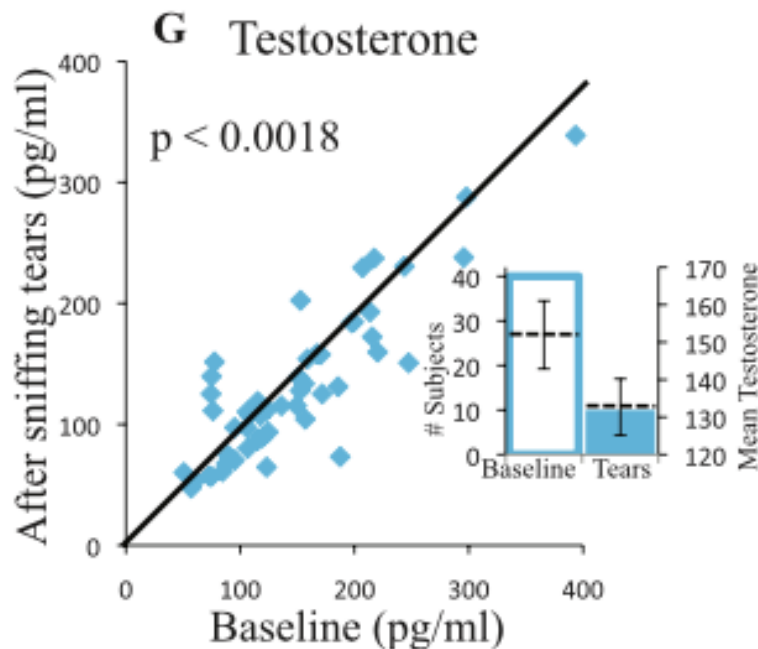 G Testosterone
After sniffing tears (pg/ml)
400
300
200
100
0
p < 0.0018
0
100
200
300
400
Baseline (pg/ml)
# Subjects
40
30
20
10
0
Baseline
Tears
170
160
150
140
130
120
Mean Testosterone